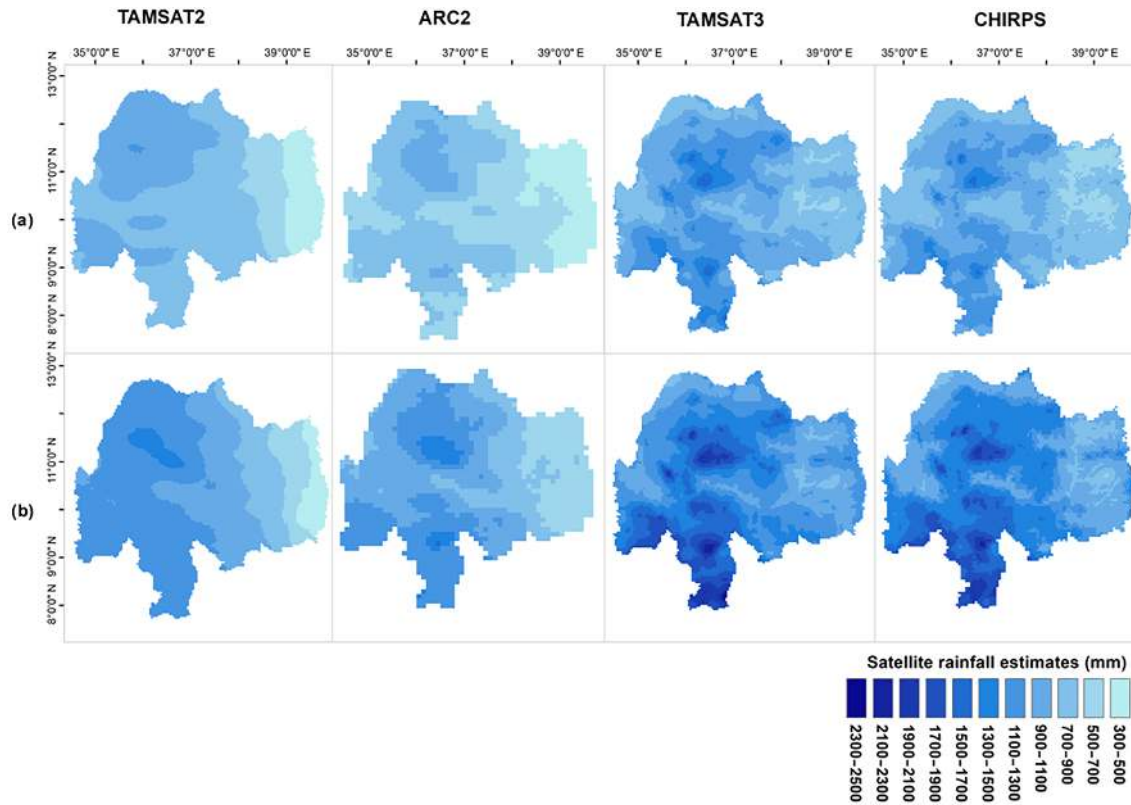 TAMSAT2 ARC2 TAMSAT3 CHIRPS
35°0'0'' E 37°0'0'' E 39°0'0'' E 35°0'0'' E 37°0'0'' E 39°0'0'' E 35°0'0'' E 37°0'0'' E 39°0'0'' E 35°0'0'' E 37°0'0'' E 39°0'0'' E
13°0'0'' N
11°0'0'' N
(a)
9°0'0'' N
8°0'0'' N
13°0'0'' N
11°0'0'' N
(b)
9°0'0'' N
8°0'0'' N
Satellite rainfall estimates (mm)
2300–2500
2100–2300
1900–2100
1700–1900
1500–1700
1300–1500
1100–1300
900–1100
700–900
500–700
300–500